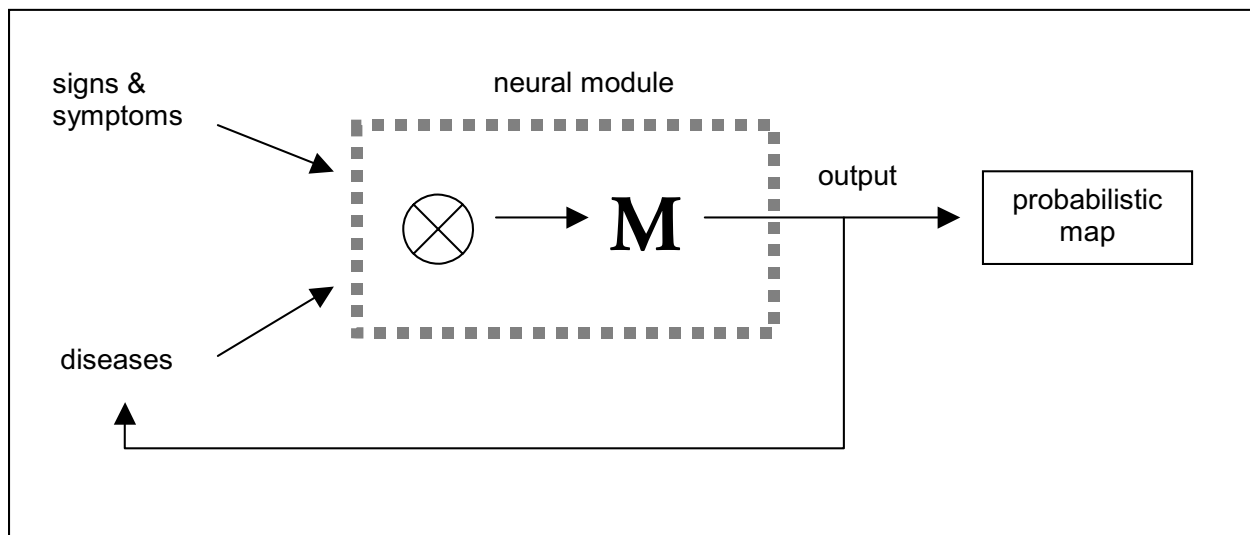 signs &
symptoms
neural module
M
output
probabilistic
map
diseases